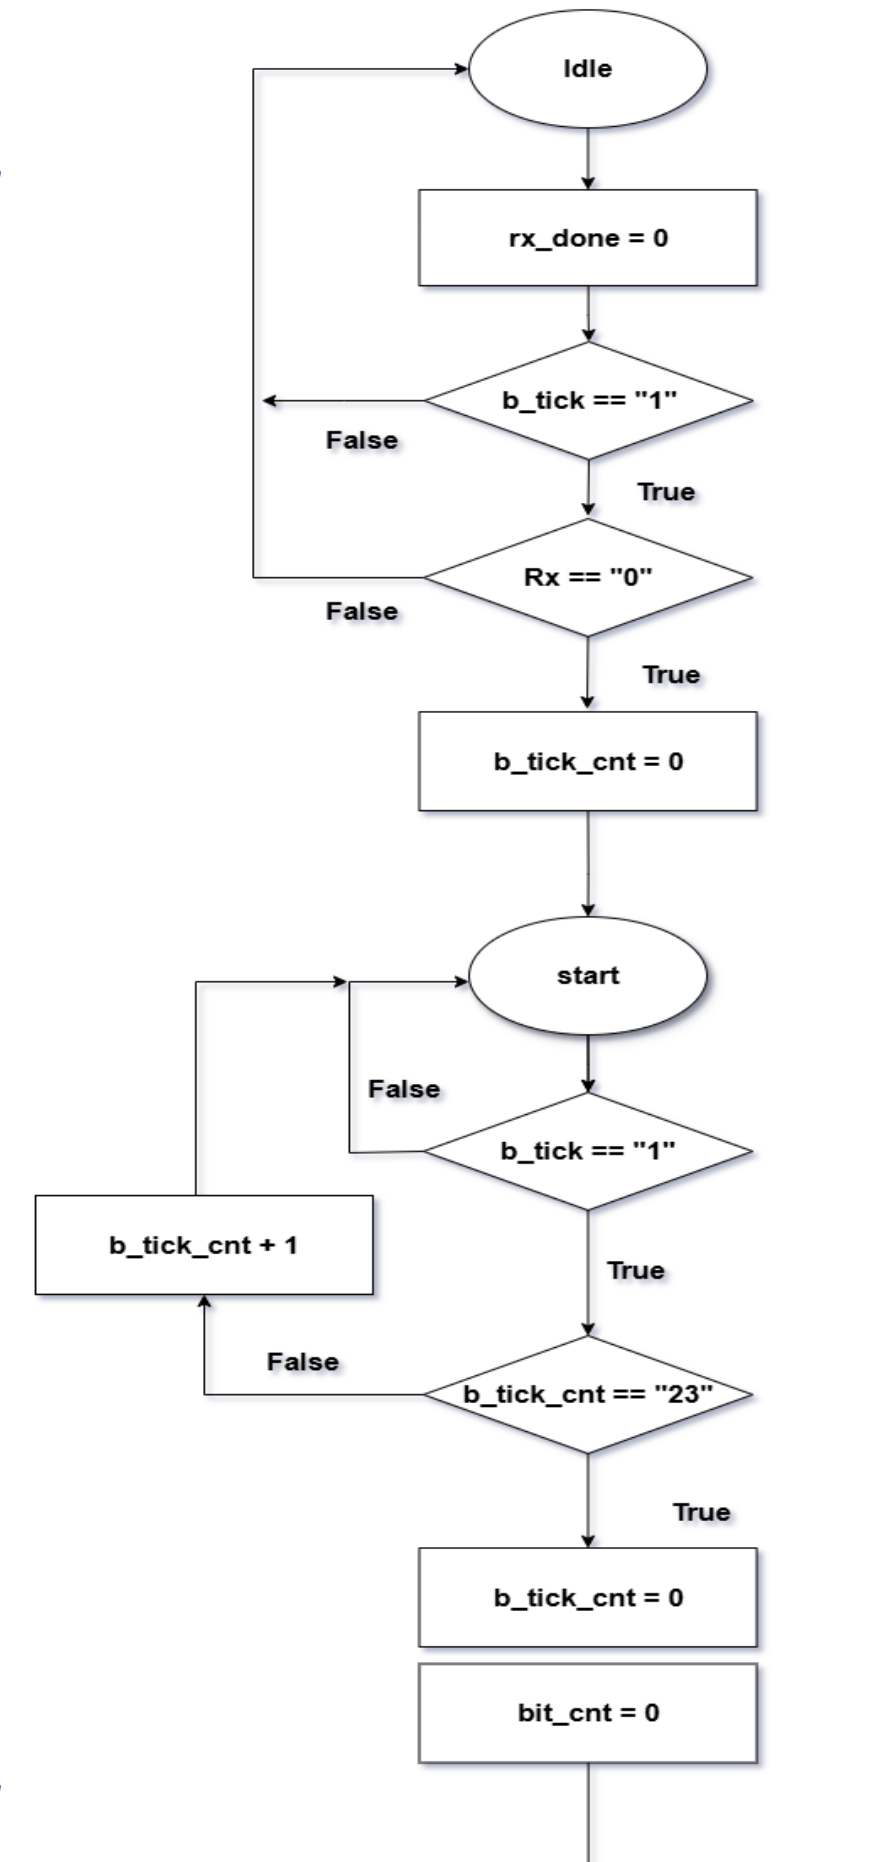 Idle
rx_done = 0
b_tick == "1"
False
True
Rx == "0"
False
True
b_tick_cnt = 0
start
False
b_tick == "1"
b_tick_cnt + 1
True
False
b_tick_cnt == "23"
True
b_tick_cnt = 0
bit_cnt = 0